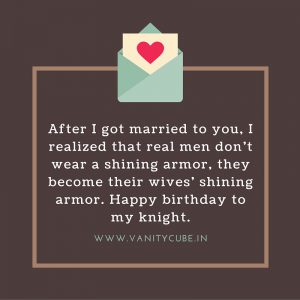 After I got married to you, I
realized that real men don't
wear a shining armor, they
become their wives' shining
armor. Happy birthday to
my knight.
WWW.VANITYCUBE.IN